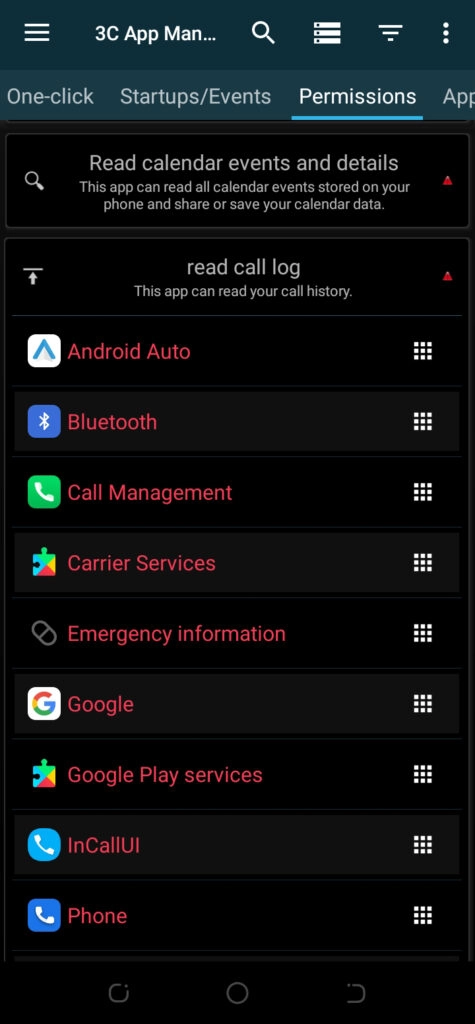 3C App Man...
One-click Startups/Events Permissions App
Read calendar events and details
This app can read all calendar events stored on your
phone and share or save your calendar data.
read call log
This app can read your call history.
Android Auto
Bluetooth
Call Management
Carrier Services
Emergency information
Google
Google Play services
InCallUI
Phone